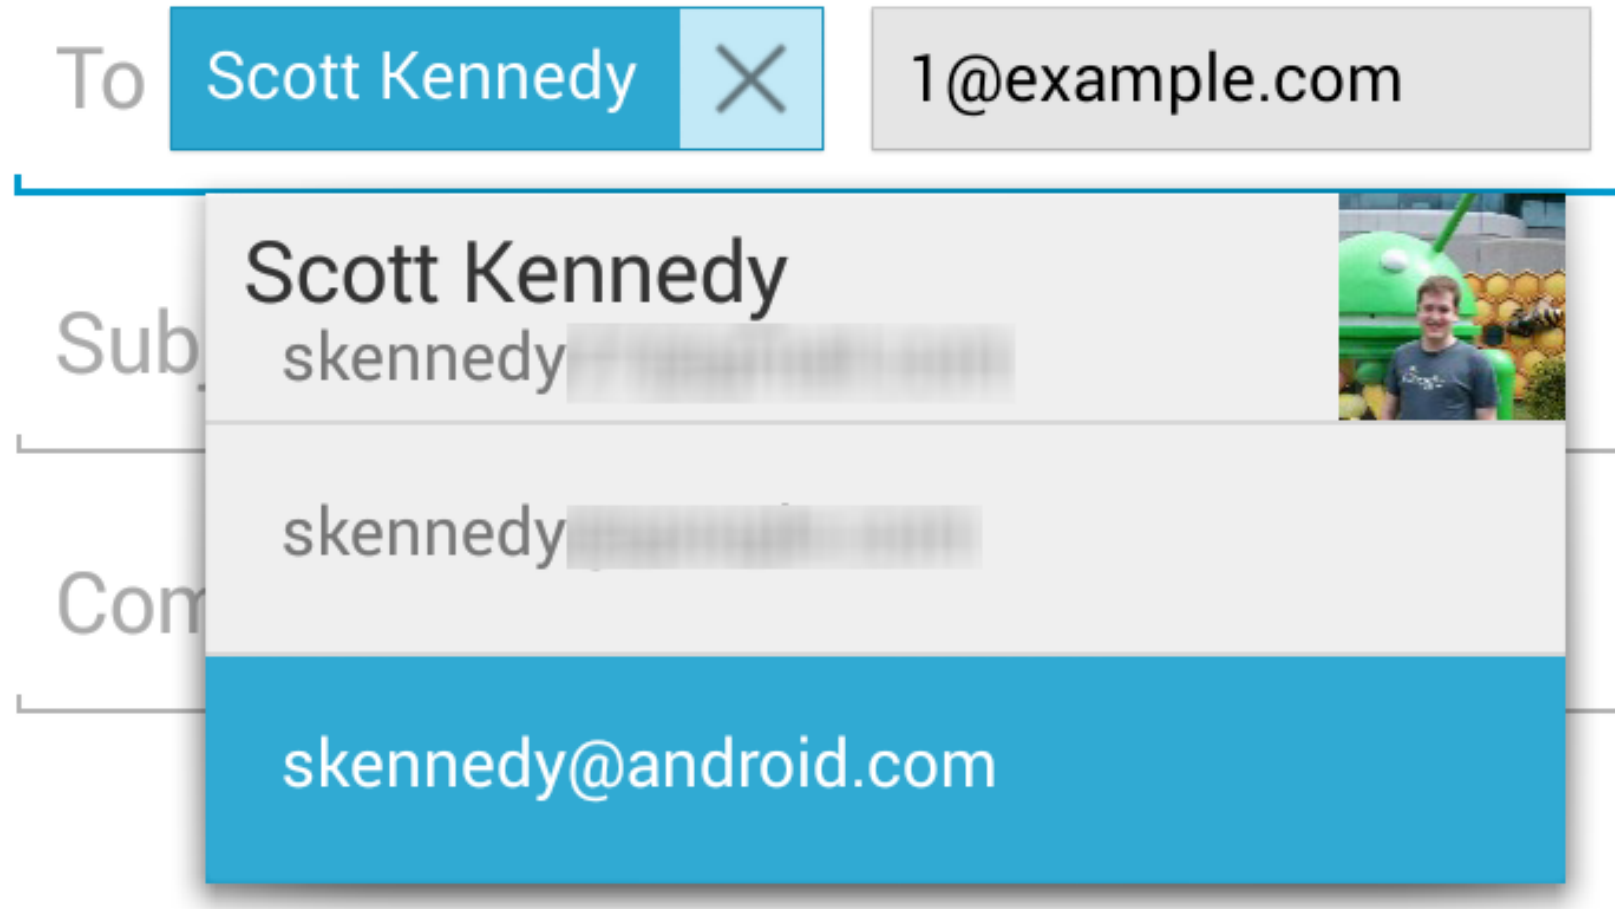 To Scott Kennedy 1@example.com
Scott Kennedy
Sub
skennedy
skennedy
Com
skennedy@android.com